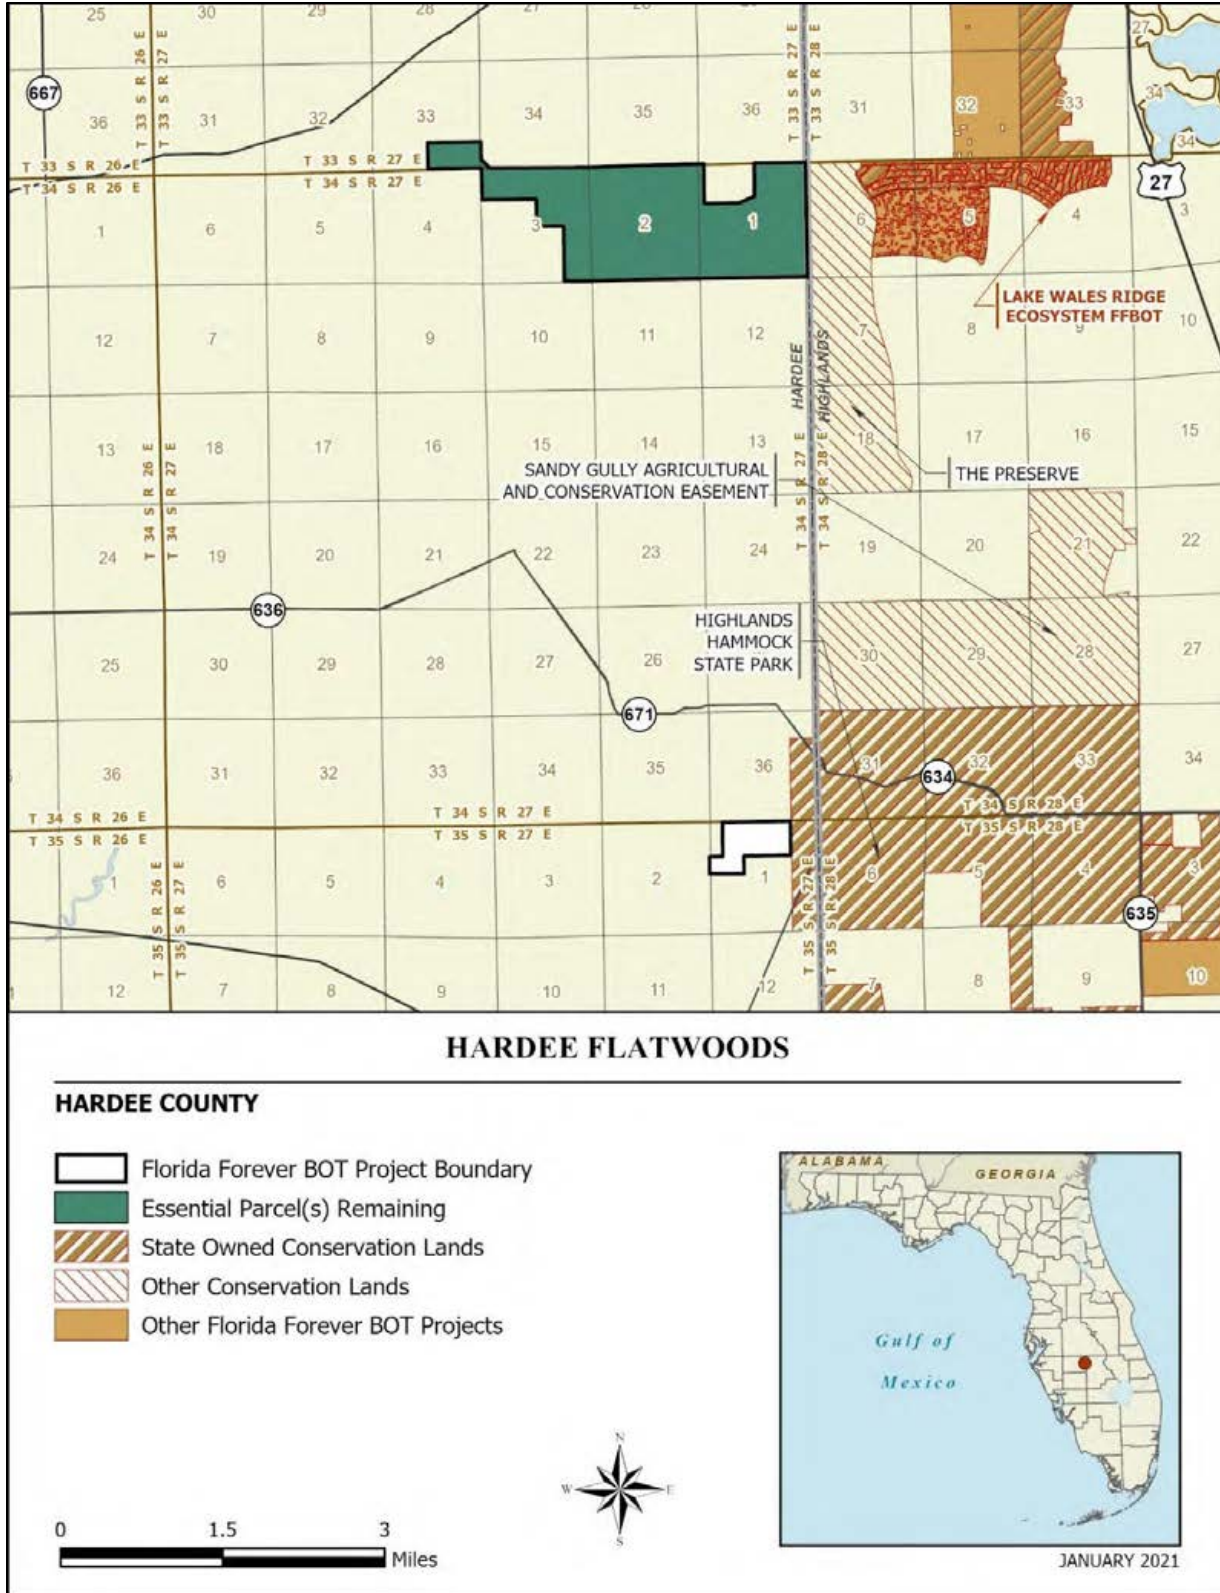 25 30 29 28 27 26
T 33 S R 26 E
T 33 S R 27 E
T 33 S R 27 E
T 33 S R 28 E
27
667
36 31 32 33 34 35 36 31 32 33 34
34
T 33 S R 26 E
T 34 S R 26 E
T 33 S R 27 E
T 34 S R 27 E
27
1 6 5 4 3 2 1 6 5 4 3
LAKE WALES RIDGE
ECOSYSTEM FFBOT
12 7 8 9 10 11 12 7 8 9 10
HARDEE
HIGHLANDS
13 18 17 16 15 14 13 18 17 16 15
T 34 S R 26 E
T 34 S R 27 E
SANDY GULLY AGRICULTURAL
AND CONSERVATION EASEMENT
T 34 S R 27 E
T 34 S R 28 E
THE PRESERVE
24 19 20 21 22 23 24 19 20 21 22
636
HIGHLANDS
HAMMOCK
STATE PARK
25 30 29 28 27 26 30 29 28 27
671
36 31 32 33 34 35 36 31 32 33 34
634
T 34 S R 26 E
T 35 S R 26 E
T 34 S R 27 E
T 35 S R 27 E
T 34 S R 28 E
T 35 S R 28 E
1 6 5 4 3 2 1 6 5 4 3
T 35 S R 26 E
T 35 S R 27 E
T 35 S R 27 E
T 35 S R 28 E
635
12 7 8 9 10 11 12 7 8 9 10
HARDEE FLATWOODS
HARDEE COUNTY
Florida Forever BOT Project Boundary
Essential Parcel(s) Remaining
State Owned Conservation Lands
Other Conservation Lands
Other Florida Forever BOT Projects
ALABAMA
GEORGIA
Gulf of
Mexico
N
W E
S
0 1.5 3
Miles
JANUARY 2021